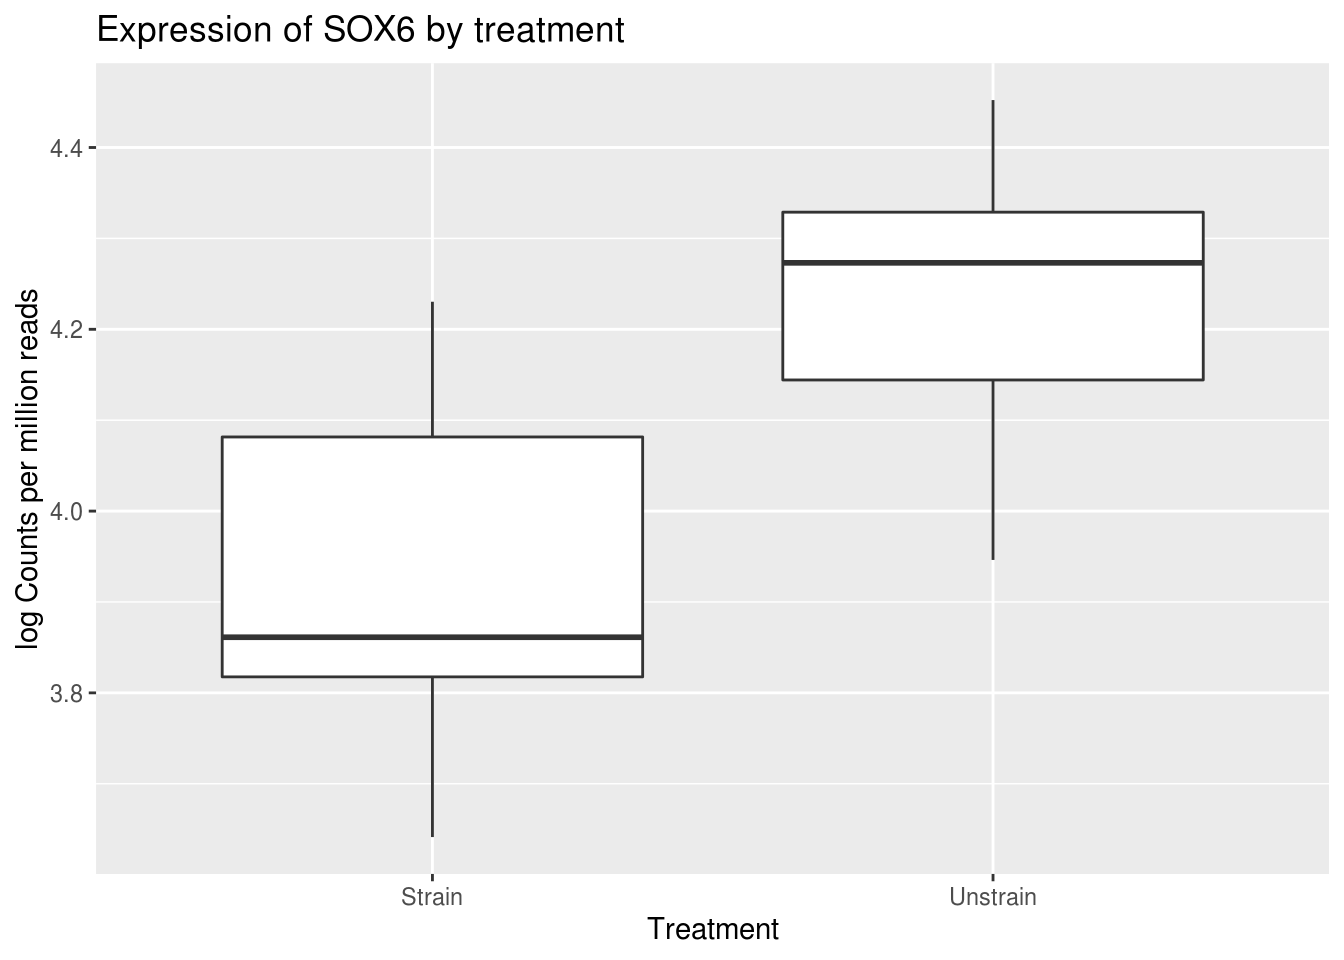 Expression of SOX6 by treatment
log Counts per million reads
4.4
4.2
4.0
3.8
Strain
Unstrain
Treatment